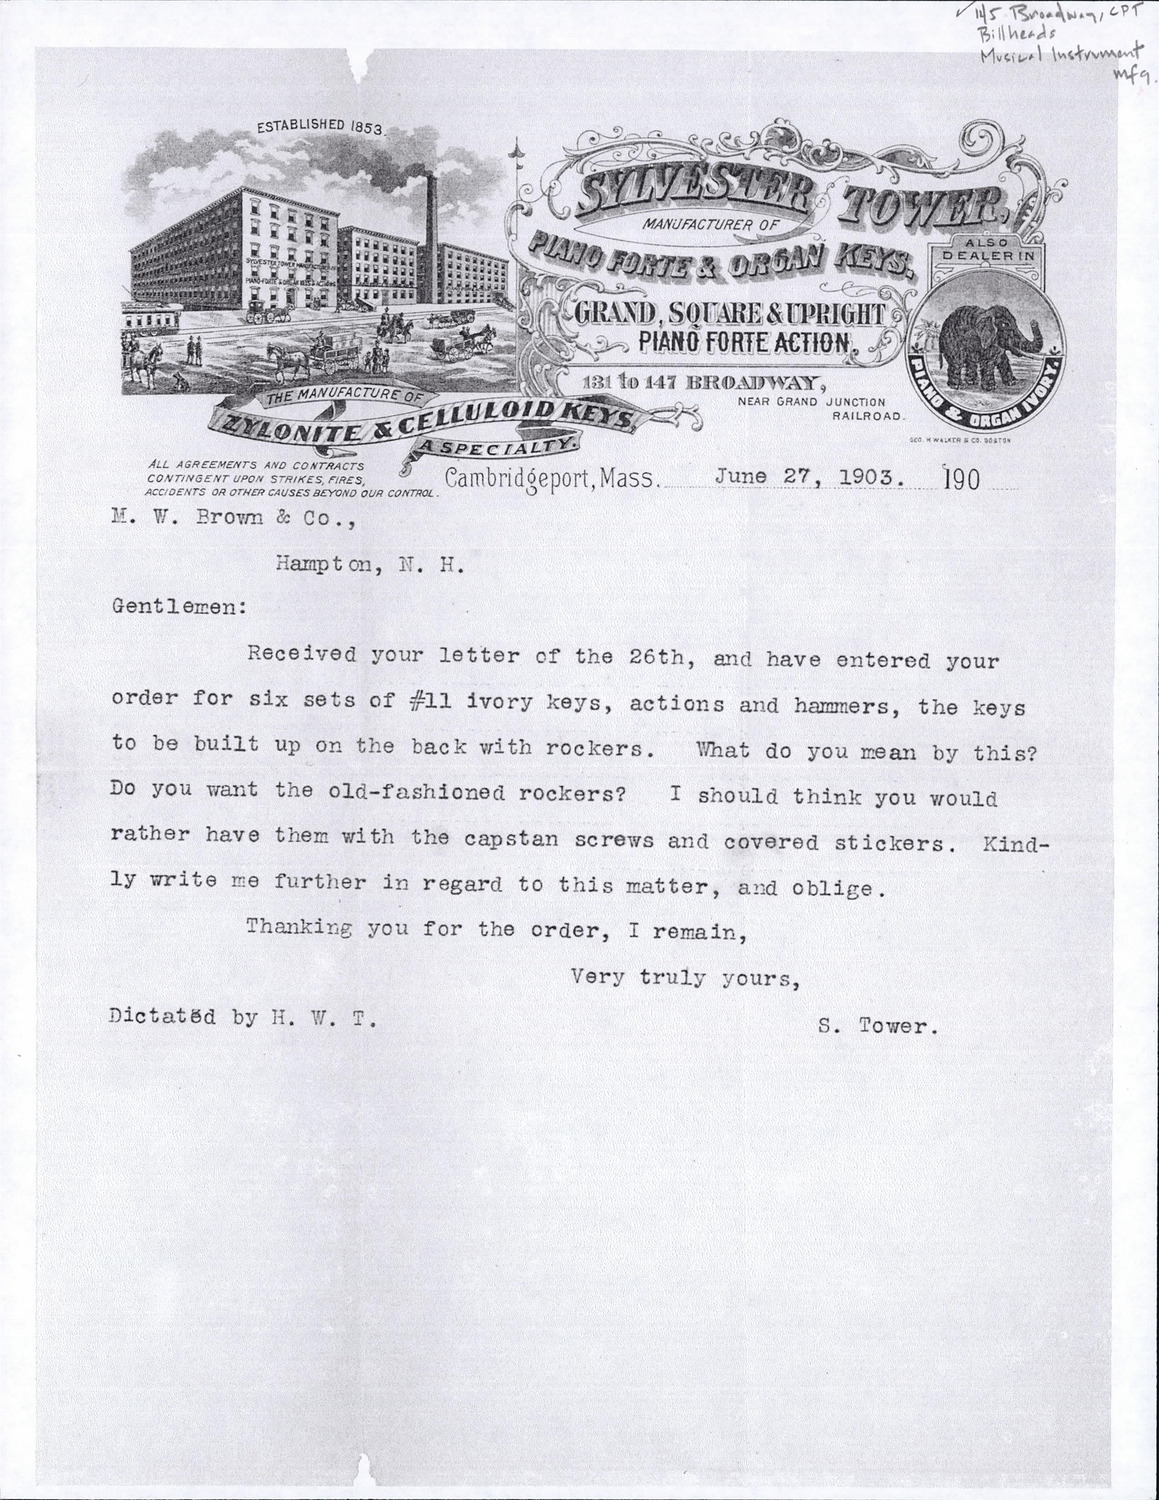 145 Broadway, CPT
Billheads
Musical Instrument
mfg.
ESTABLISHED 1853.
SYLVESTER TOWER,
MANUFACTURER OF
PIANO FORTE & ORGAN KEYS.
GRAND, SQUARE & UPRIGHT
PIANO FORTE ACTION,
131 to 147 BROADWAY,
NEAR GRAND JUNCTION
RAILROAD.
ALSO
DEALER IN
PIANO & ORGAN IVORY.
GEO. H. WALKER & CO. BOSTON
THE MANUFACTURE OF
ZYLONITE & CELLULOID KEYS,
A SPECIALTY.
ALL AGREEMENTS AND CONTRACTS
CONTINGENT UPON STRIKES, FIRES,
ACCIDENTS OR OTHER CAUSES BEYOND OUR CONTROL.
Cambridgeport, Mass. June 27, 1903. 190
M. W. Brown & Co.,
Hampton, N. H.
Gentlemen:
Received your letter of the 26th, and have entered your
order for six sets of #11 ivory keys, actions and hammers, the keys
to be built up on the back with rockers. What do you mean by this?
Do you want the old-fashioned rockers? I should think you would
rather have them with the capstan screws and covered stickers. Kind-
ly write me further in regard to this matter, and oblige.
Thanking you for the order, I remain,
Very truly yours,
Dictated by H. W. T.
S. Tower.